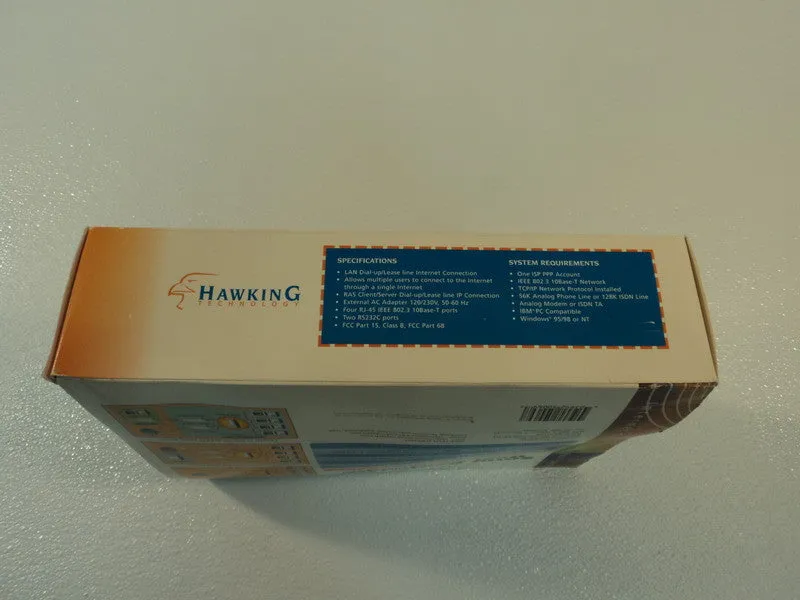 HAWKING
TECHNOLOGY
SPECIFICATIONS
• LAN Dial-up/Lease line Internet Connection
• Allows multiple users to connect to the Internet
through a single Internet
• RAS Client/Server Dial-up/Lease line IP Connection
• External AC Adapter 120/230V, 50-60 Hz
• Four RJ-45 IEEE 802.3 10Base-T ports
• Two RS232C ports
• FCC Part 15, Class B, FCC Part 68
SYSTEM REQUIREMENTS
• One ISP PPP Account
• IEEE 802.3 10Base-T Network
• TCP/IP Network Protocol Installed
• 56K Analog Phone Line or 128K ISDN Line
• Analog Modem or ISDN TA
• IBM® PC Compatible
• Windows® 95/98 or NT